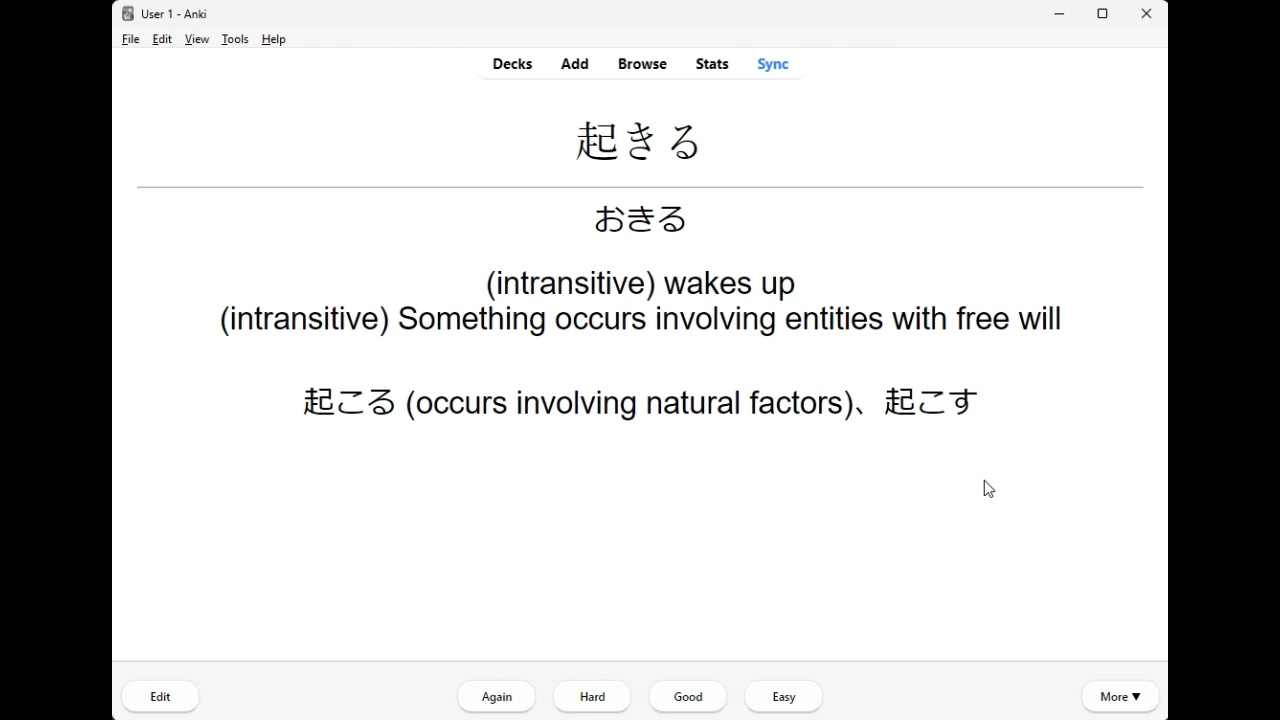 User 1 - Anki
File Edit View Tools Help
Decks Add Browse Stats Sync
起きる
おきる
(intransitive) wakes up
(intransitive) Something occurs involving entities with free will
起こる (occurs involving natural factors)、起こす
Edit Again Hard Good Easy More ▼